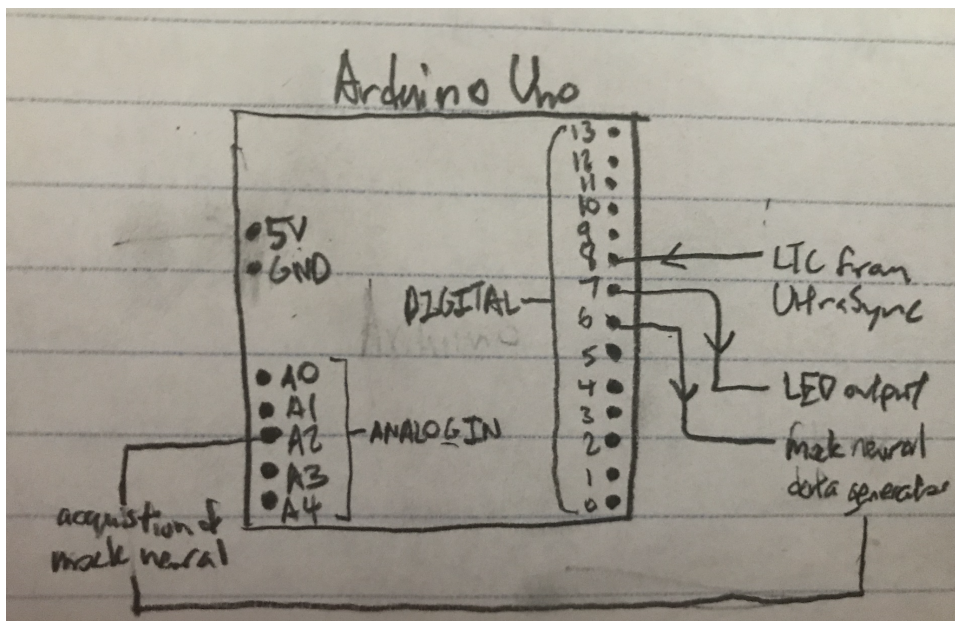 Arduino Uno
13
12
11
10
9
8
7
6
5
4
3
2
1
0
5V
GND
DIGITAL
A0
A1
A2
A3
A4
ANALOG IN
LTC from
UltraSync
LED output
mock neural
data generator
acquistion of
mock neural